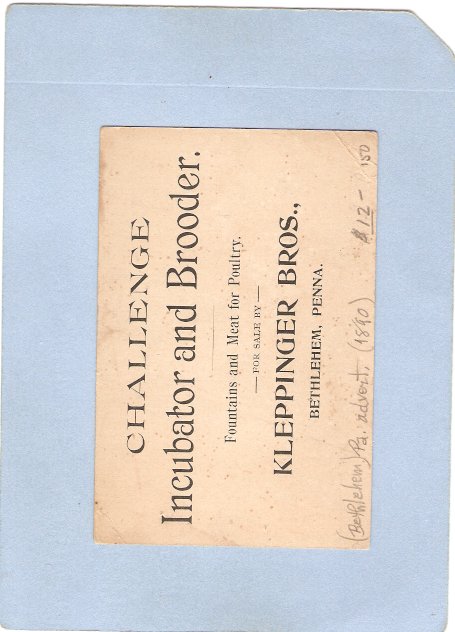 CHALLENGE
Incubator and Brooder.
Fountains and Meat for Poultry.
— FOR SALE BY —
KLEPPINGER BROS.,
BETHLEHEM, PENNA.
(Bethlehem) Pa. advert. (1890) $12- P150